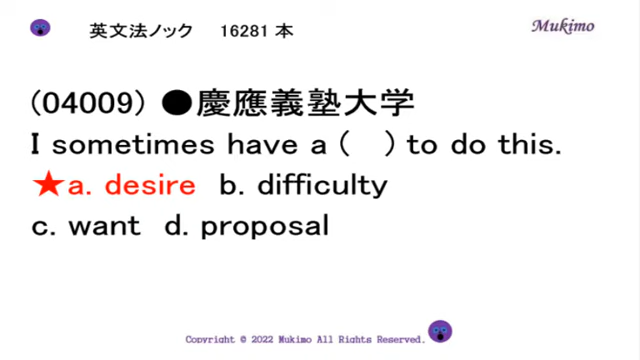 英文法ノック 16281 本
Mukimo
(04009) ●慶應義塾大学
I sometimes have a ( ) to do this.
★a. desire b. difficulty
c. want d. proposal
Copyright © 2022 Mukimo All Rights Reserved.